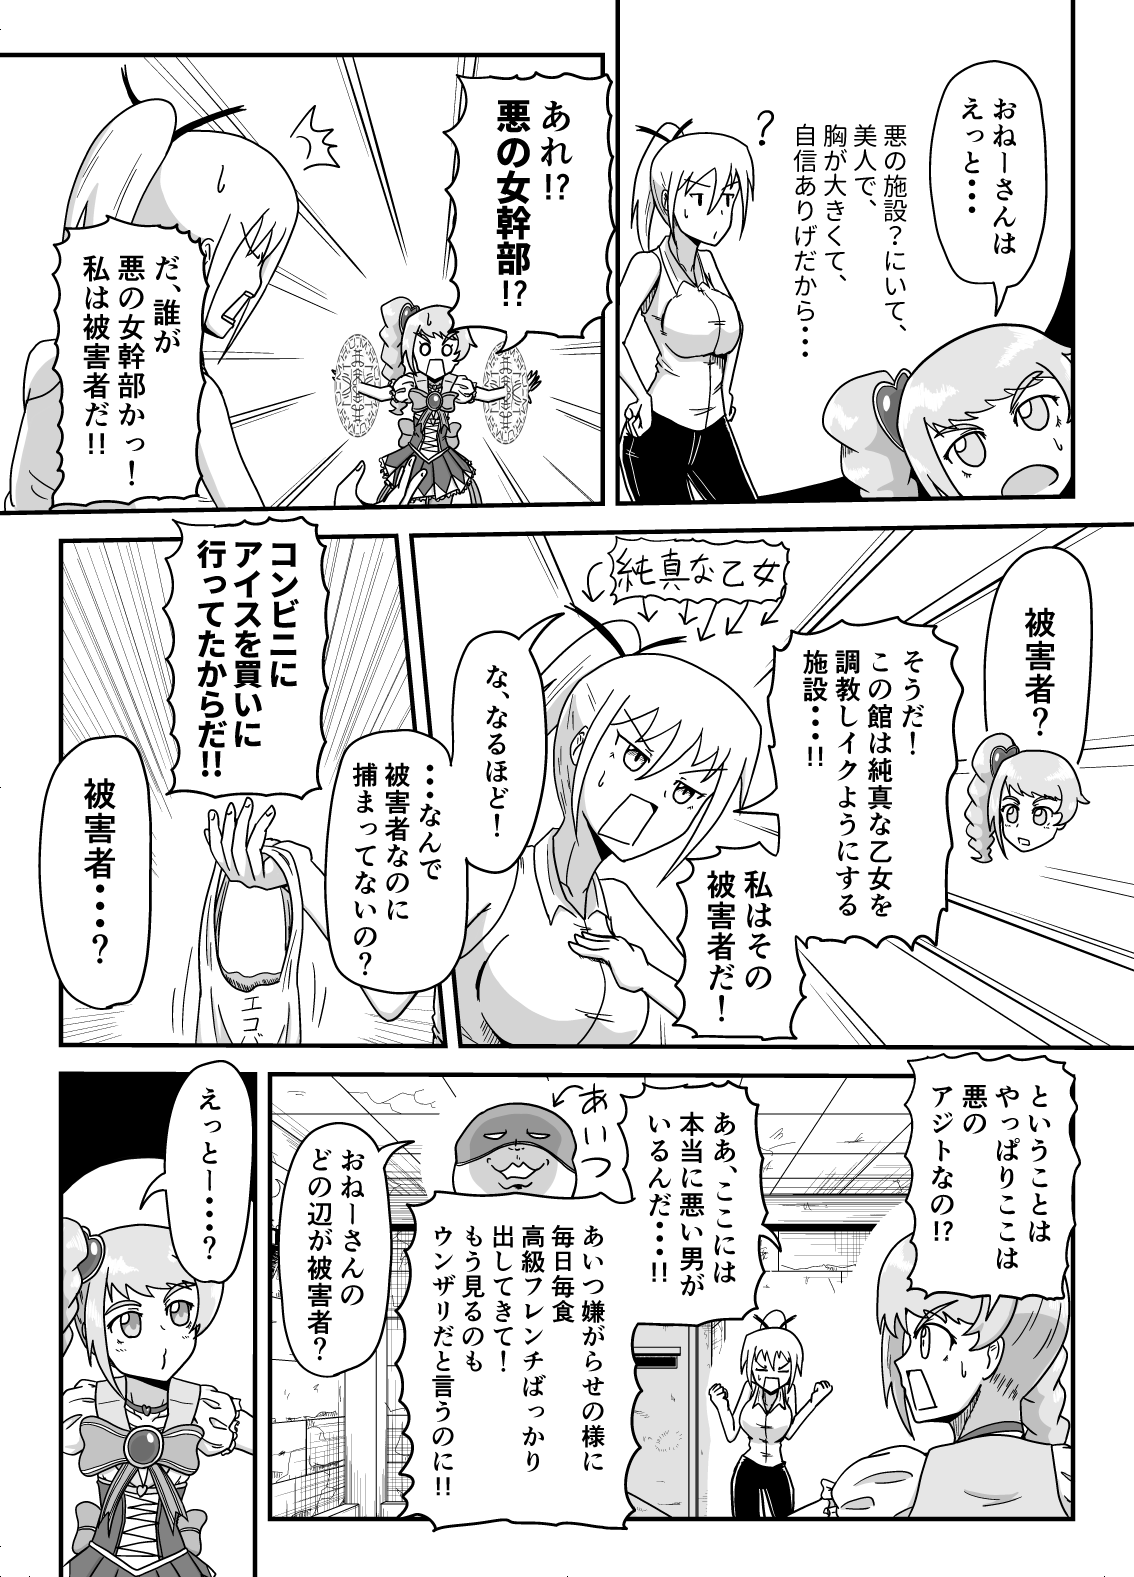 おねーさんは
えっと・・・
悪の施設？にいて、
美人で、
胸が大きくて、
自信ありげだから・・・
？
あれ!?
悪の女幹部!?
だ、誰が
悪の女幹部かっ！
私は被害者だ!!
被害者？
そうだ！
この館は純真な乙女を
調教しイクようにする
施設・・・!!
純真な乙女
私はその
被害者だ！
な、なるほど！
・・・なんで
被害者なのに
捕まってないの？
コンビニに
アイスを買いに
行ってたからだ!!
エコバ
被害者・・・？
ということは
やっぱりここは
悪の
アジトなの!?
ああ、ここには
本当に悪い男が
いるんだ・・・!!
あいつ
あいつ嫌がらせの様に
毎日毎食
高級フレンチばっかり
出してきて！
もう見るのも
ウンザリだと言うのに!!
おねーさんの
どの辺が被害者？
えっとー・・・？